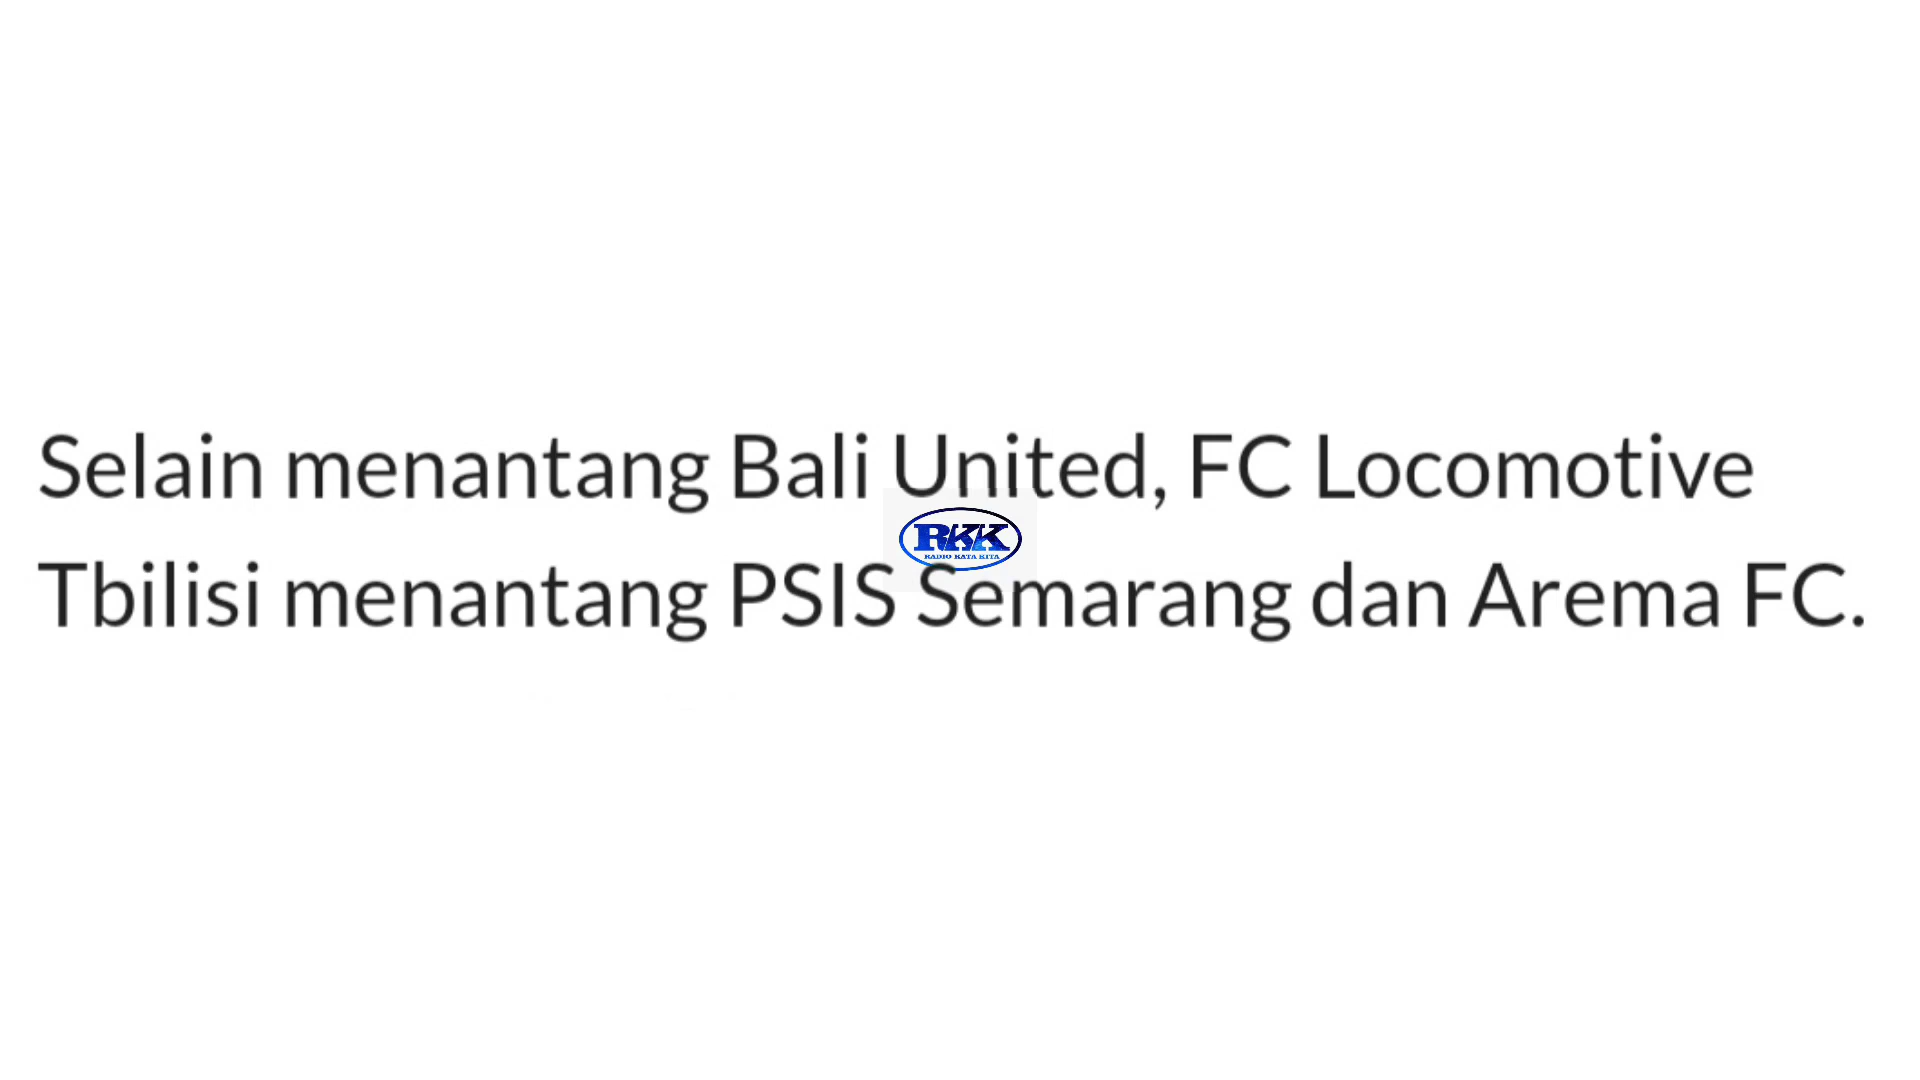 Selain menantang Bali United, FC Locomotive
RKK
RADIO KATA KITA
Tbilisi menantang PSIS Semarang dan Arema FC.